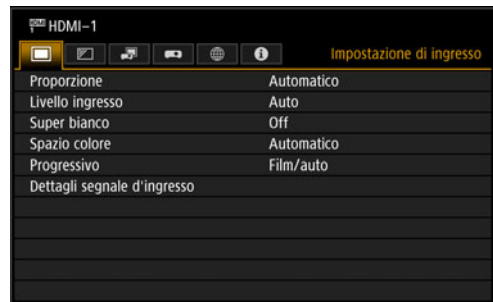 HDMI-1
Impostazione di ingresso
Proporzione Automatico
Livello ingresso Auto
Super bianco Off
Spazio colore Automatico
Progressivo Film/auto
Dettagli segnale d'ingresso